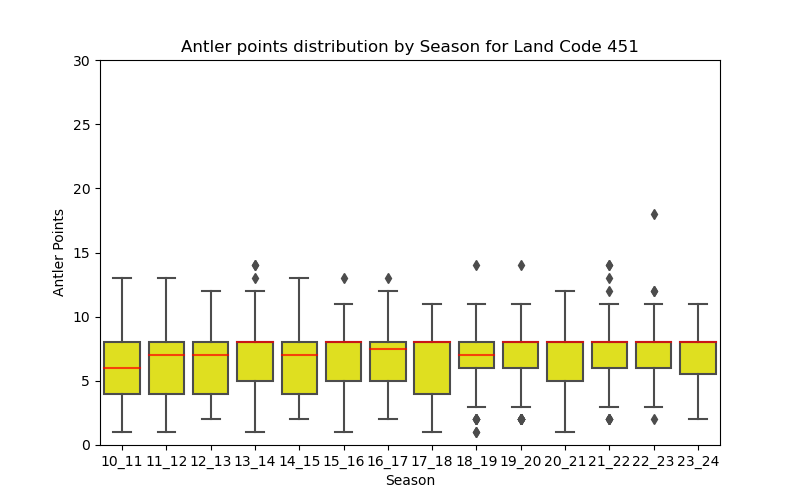 Antler points distribution by Season for Land Code 451
30
25
20
15
10
5
0
Antler Points
10_11 11_12 12_13 13_14 14_15 15_16 16_17 17_18 18_19 19_20 20_21 21_22 22_23 23_24
Season